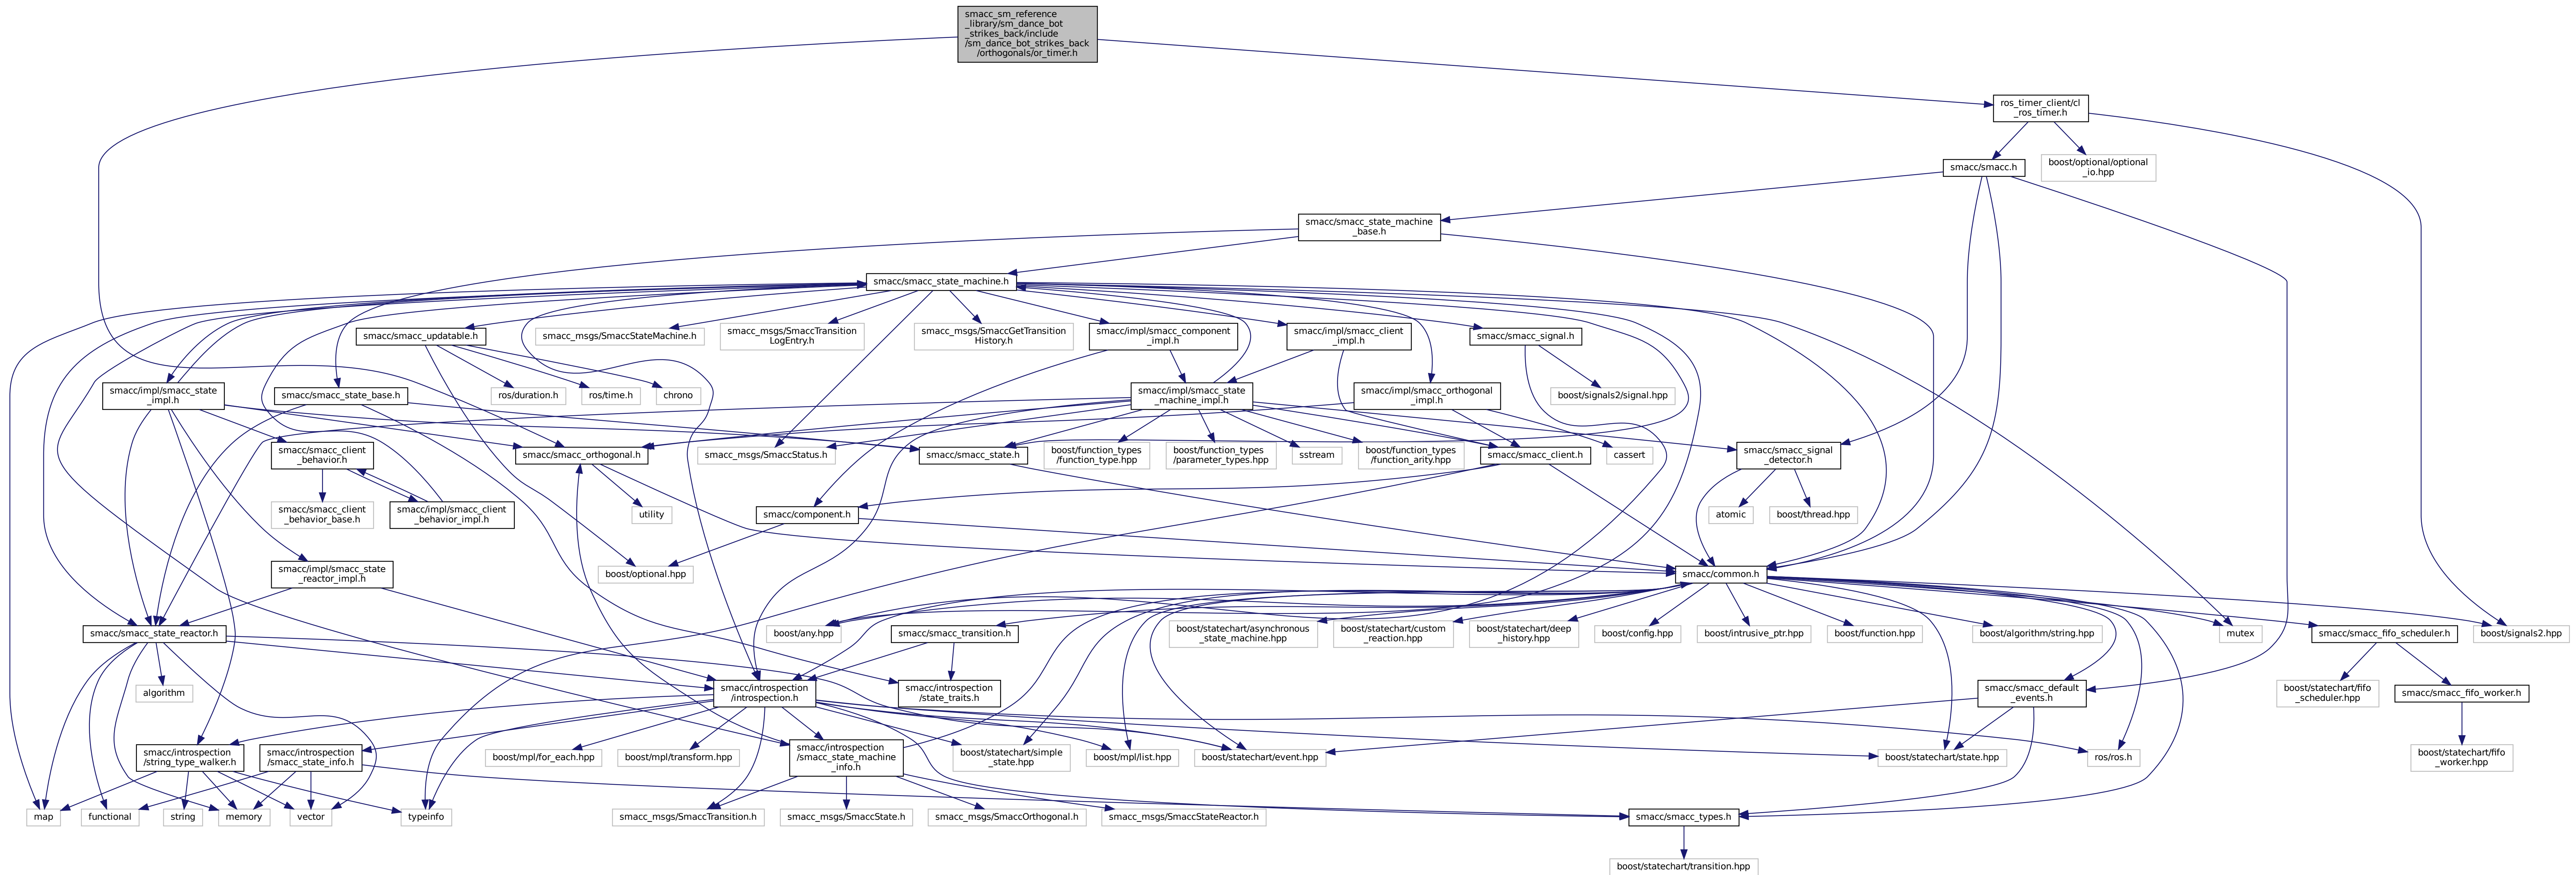 smacc_sm_reference
_library/sm_dance_bot
_strikes_back/include
/sm_dance_bot_strikes_back
/orthogonals/or_timer.h
ros_timer_client/cl
_ros_timer.h
smacc/smacc.h
boost/optional/optional
_io.hpp
smacc/smacc_state_machine
_base.h
smacc/smacc_state_machine.h
smacc/smacc_updatable.h
smacc_msgs/SmaccStateMachine.h
smacc_msgs/SmaccTransition
LogEntry.h
smacc_msgs/SmaccGetTransition
History.h
smacc/impl/smacc_component
_impl.h
smacc/impl/smacc_client
_impl.h
smacc/smacc_signal.h
smacc/impl/smacc_state
_impl.h
smacc/smacc_state_base.h
ros/duration.h
ros/time.h
chrono
smacc/impl/smacc_state
_machine_impl.h
smacc/impl/smacc_orthogonal
_impl.h
boost/signals2/signal.hpp
smacc/smacc_client
_behavior.h
smacc/smacc_orthogonal.h
smacc_msgs/SmaccStatus.h
smacc/smacc_state.h
boost/function_types
/function_type.hpp
boost/function_types
/parameter_types.hpp
sstream
boost/function_types
/function_arity.hpp
smacc/smacc_client.h
cassert
smacc/smacc_signal
_detector.h
smacc/smacc_client
_behavior_base.h
smacc/impl/smacc_client
_behavior_impl.h
utility
smacc/component.h
atomic
boost/thread.hpp
smacc/impl/smacc_state
_reactor_impl.h
boost/optional.hpp
smacc/common.h
smacc/smacc_state_reactor.h
boost/any.hpp
smacc/smacc_transition.h
boost/statechart/asynchronous
_state_machine.hpp
boost/statechart/custom
_reaction.hpp
boost/statechart/deep
_history.hpp
boost/config.hpp
boost/intrusive_ptr.hpp
boost/function.hpp
boost/algorithm/string.hpp
mutex
smacc/smacc_fifo_scheduler.h
boost/signals2.hpp
algorithm
smacc/introspection
/introspection.h
smacc/introspection
/state_traits.h
smacc/smacc_default
_events.h
boost/statechart/fifo
_scheduler.hpp
smacc/smacc_fifo_worker.h
smacc/introspection
/string_type_walker.h
smacc/introspection
/smacc_state_info.h
boost/mpl/for_each.hpp
boost/mpl/transform.hpp
smacc/introspection
/smacc_state_machine
_info.h
boost/statechart/simple
_state.hpp
boost/mpl/list.hpp
boost/statechart/event.hpp
boost/statechart/state.hpp
ros/ros.h
boost/statechart/fifo
_worker.hpp
map
functional
string
memory
vector
typeinfo
smacc_msgs/SmaccTransition.h
smacc_msgs/SmaccState.h
smacc_msgs/SmaccOrthogonal.h
smacc_msgs/SmaccStateReactor.h
smacc/smacc_types.h
boost/statechart/transition.hpp